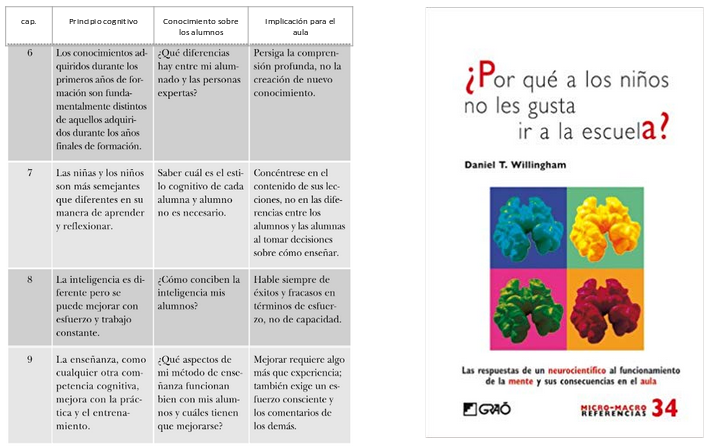 cap.
Principio cognitivo
Conocimiento sobre
los alumnos
Implicación para el
aula
6
Los conocimientos ad-
quiridos durante los
primeros años de for-
mación son funda-
mentalmente distintos
de aquellos adquiri-
dos durante los años
finales de formación.
¿Qué diferencias
hay entre mi alum-
nado y las personas
expertas?
Persiga la compren-
sión profunda, no la
creación de nuevo
conocimiento.
7
Las niñas y los niños
son más semejantes
que diferentes en su
manera de aprender
y reflexionar.
Saber cuál es el esti-
lo cognitivo de cada
alumna y alumno
no es necesario.
Concéntrese en el
contenido de sus lec-
ciones, no en las dife-
rencias entre los
alumnos y las alumnas
al tomar decisiones
sobre cómo enseñar.
8
La inteligencia es di-
ferente pero se
puede mejorar con
esfuerzo y trabajo
constante.
¿Cómo conciben la
inteligencia mis
alumnos?
Hable siempre de
éxitos y fracasos en
términos de esfuer-
zo, no de capacidad.
9
La enseñanza, como
cualquier otra com-
petencia cognitiva,
mejora con la prác-
tica y el entrena-
miento.
¿Qué aspectos de
mi método de ense-
ñanza funcionan
bien con mis alum-
nos y cuáles tienen
que mejorarse?
Mejorar requiere algo
más que experiencia;
también exige un es-
fuerzo consciente y
los comentarios de
los demás.
¿Por qué a los niños
no les gusta
ir a la escuela?
Daniel T. Willingham
Las respuestas de un neurocientífico al funcionamiento
de la mente y sus consecuencias en el aula
GRAÓ
MICRO-MACRO
REFERENCIAS 34